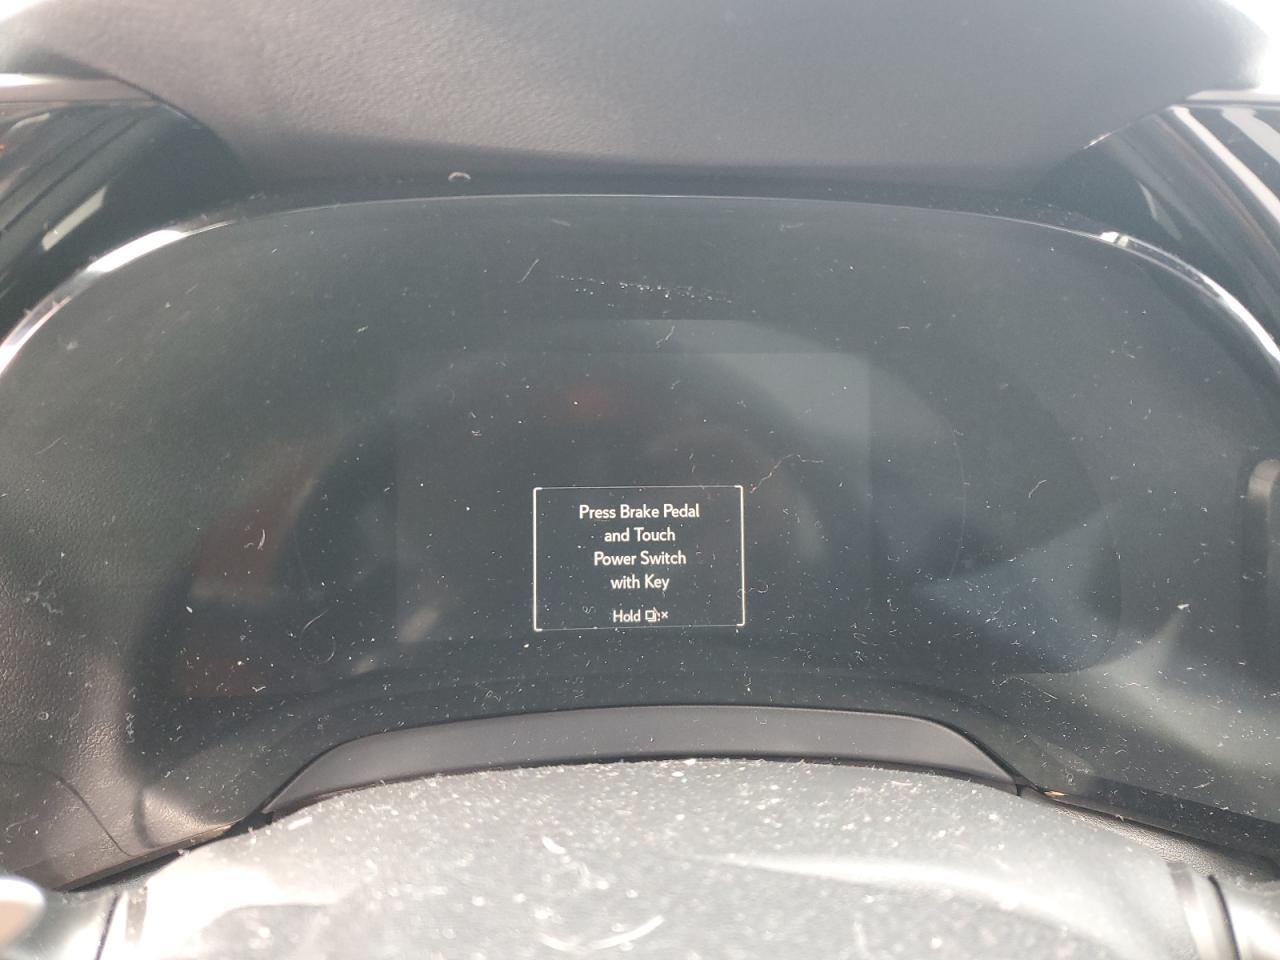 Press Brake Pedal
and Touch
Power Switch
with Key
Hold